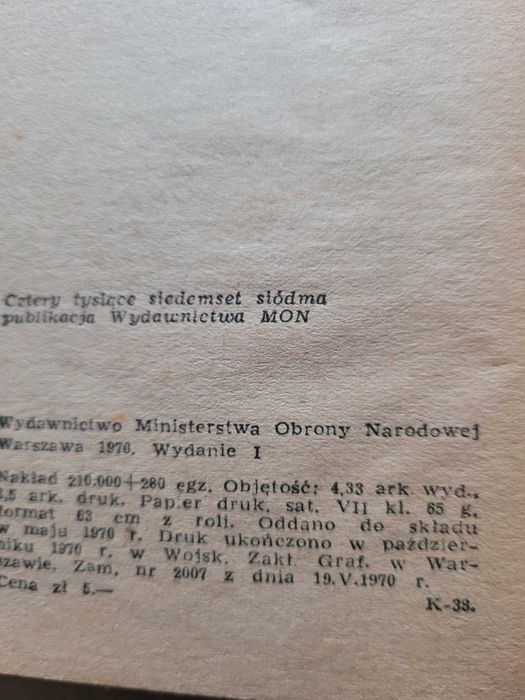 Cztery tysiące siedemset siódma
publikacja Wydawnictwa MON
Wydawnictwo Ministerstwa Obrony Narodowej
Warszawa 1970. Wydanie I
Nakład 210.000+280 egz. Objętość: 4,33 ark. wyd.,
5,5 ark. druk. Papier druk. sat. VII kl. 65 g.
format 63 cm z roli. Oddano do składu
w maju 1970 r. Druk ukończono w paździer-
niku 1970 r. w Wojsk. Zakł. Graf. w War-
szawie, Zam. nr 2007 z dnia 19.V.1970 r.
Cena zł 5.—
K-38.